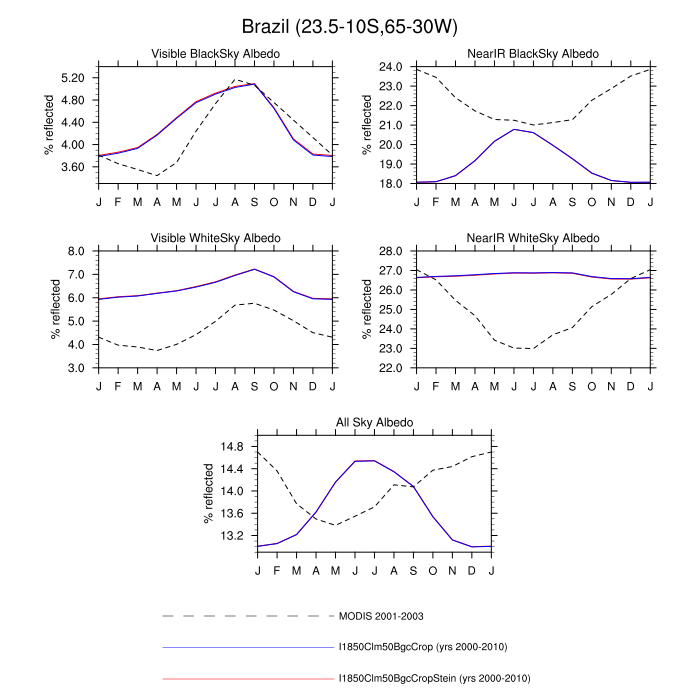 Brazil (23.5-10S,65-30W)
Visible BlackSky Albedo
% reflected
5.20
4.80
4.40
4.00
3.60
J F M A M J J A S O N D J
NearIR BlackSky Albedo
% reflected
24.0
23.0
22.0
21.0
20.0
19.0
18.0
J F M A M J J A S O N D J
Visible WhiteSky Albedo
% reflected
8.0
7.0
6.0
5.0
4.0
3.0
J F M A M J J A S O N D J
NearIR WhiteSky Albedo
% reflected
28.0
27.0
26.0
25.0
24.0
23.0
22.0
J F M A M J J A S O N D J
All Sky Albedo
% reflected
14.8
14.4
14.0
13.6
13.2
J F M A M J J A S O N D J
MODIS 2001-2003
I1850Clm50BgcCrop (yrs 2000-2010)
I1850Clm50BgcCropStein (yrs 2000-2010)